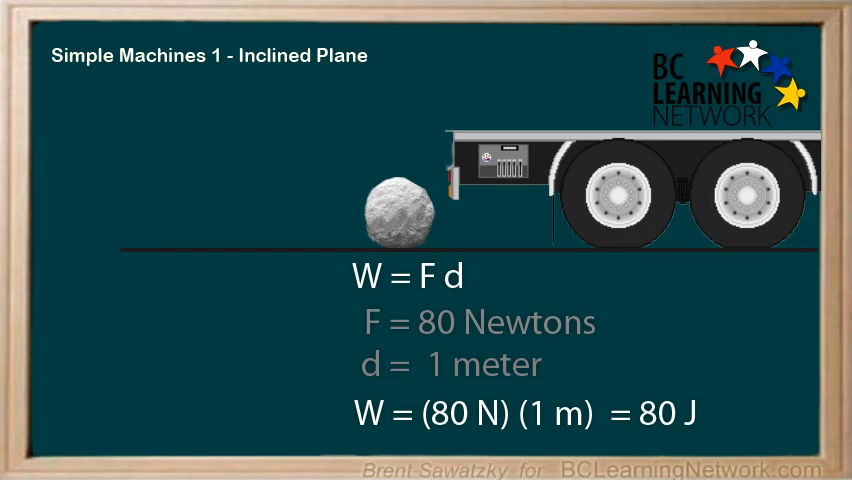 Simple Machines 1 - Inclined Plane
BC
LEARNING
NETWORK
W = F d
F = 80 Newtons
d = 1 meter
W = (80 N) (1 m) = 80 J
Brent Sawatzky for BCLearningNetwork.com